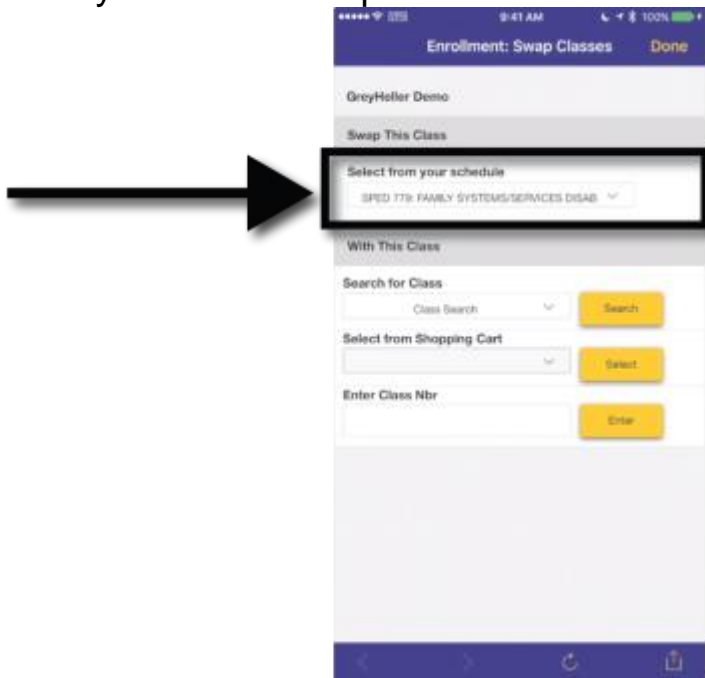 9:41 AM 100%
Enrollment: Swap Classes Done
GreyHeller Demo
Swap This Class
Select from your schedule
SPED 779: FAMILY SYSTEMS/SERVICES DISAB
With This Class
Search for Class
Class Search Search
Select from Shopping Cart
Select
Enter Class Nbr
Enter